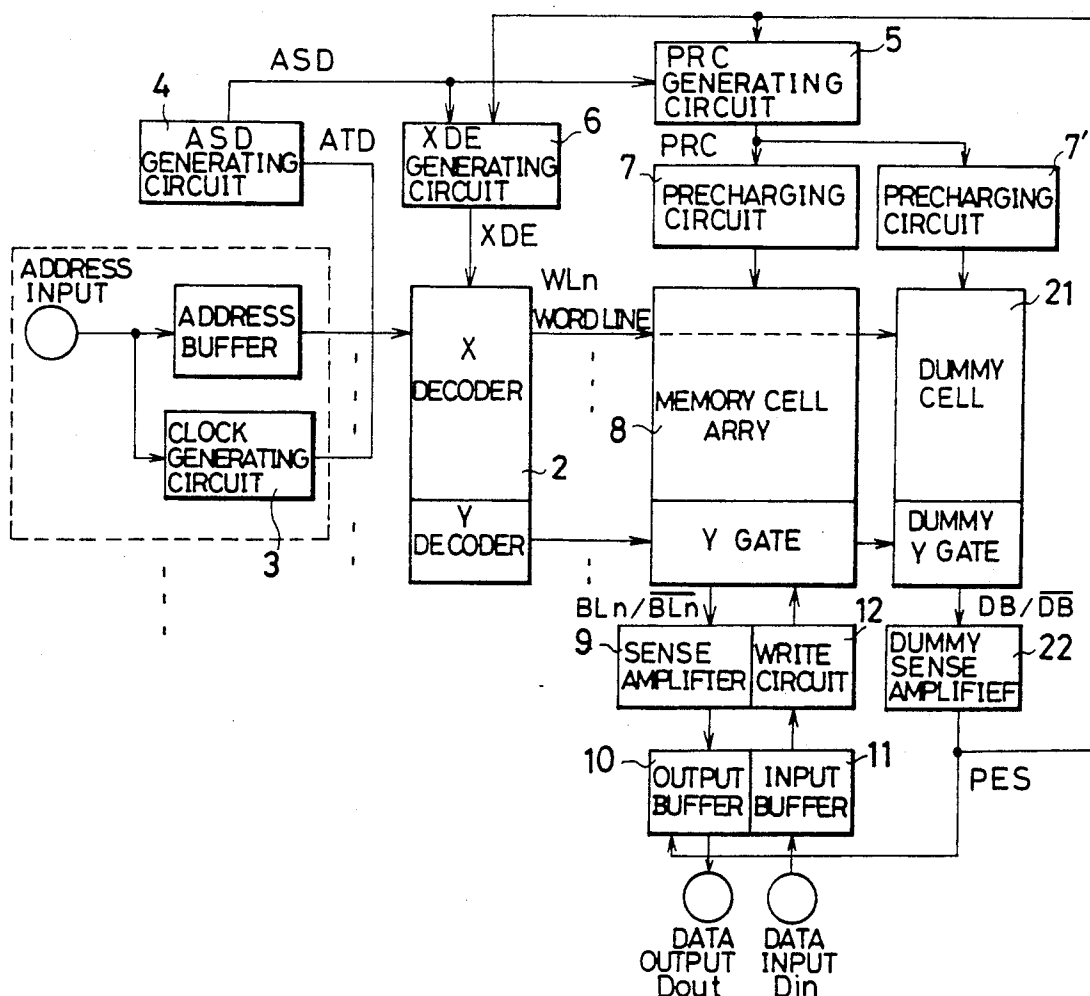 ASD
4
ASD
GENERATING
CIRCUIT
ATD
XDE
GENERATING
CIRCUIT
6
PRC
GENERATING
CIRCUIT
5
PRC
7
PRECHARGING
CIRCUIT
7'
PRECHARGING
CIRCUIT
XDE
ADDRESS
INPUT
ADDRESS
BUFFER
CLOCK
GENERATING
CIRCUIT
3
X
DECODER
2
Y
DECODER
WLn
WORD LINE
MEMORY CELL
ARRY
8
Y GATE
21
DUMMY
CELL
DUMMY
Y GATE
BLn/B̅L̅n̅
12
DB/D̅B̅
9
SENSE
AMPLIFIER
WRITE
CIRCUIT
DUMMY
SENSE
AMPLIFIEF
22
10
OUTPUT
BUFFER
INPUT
BUFFER
11
PES
DATA
OUTPUT
Dout
DATA
INPUT
Din